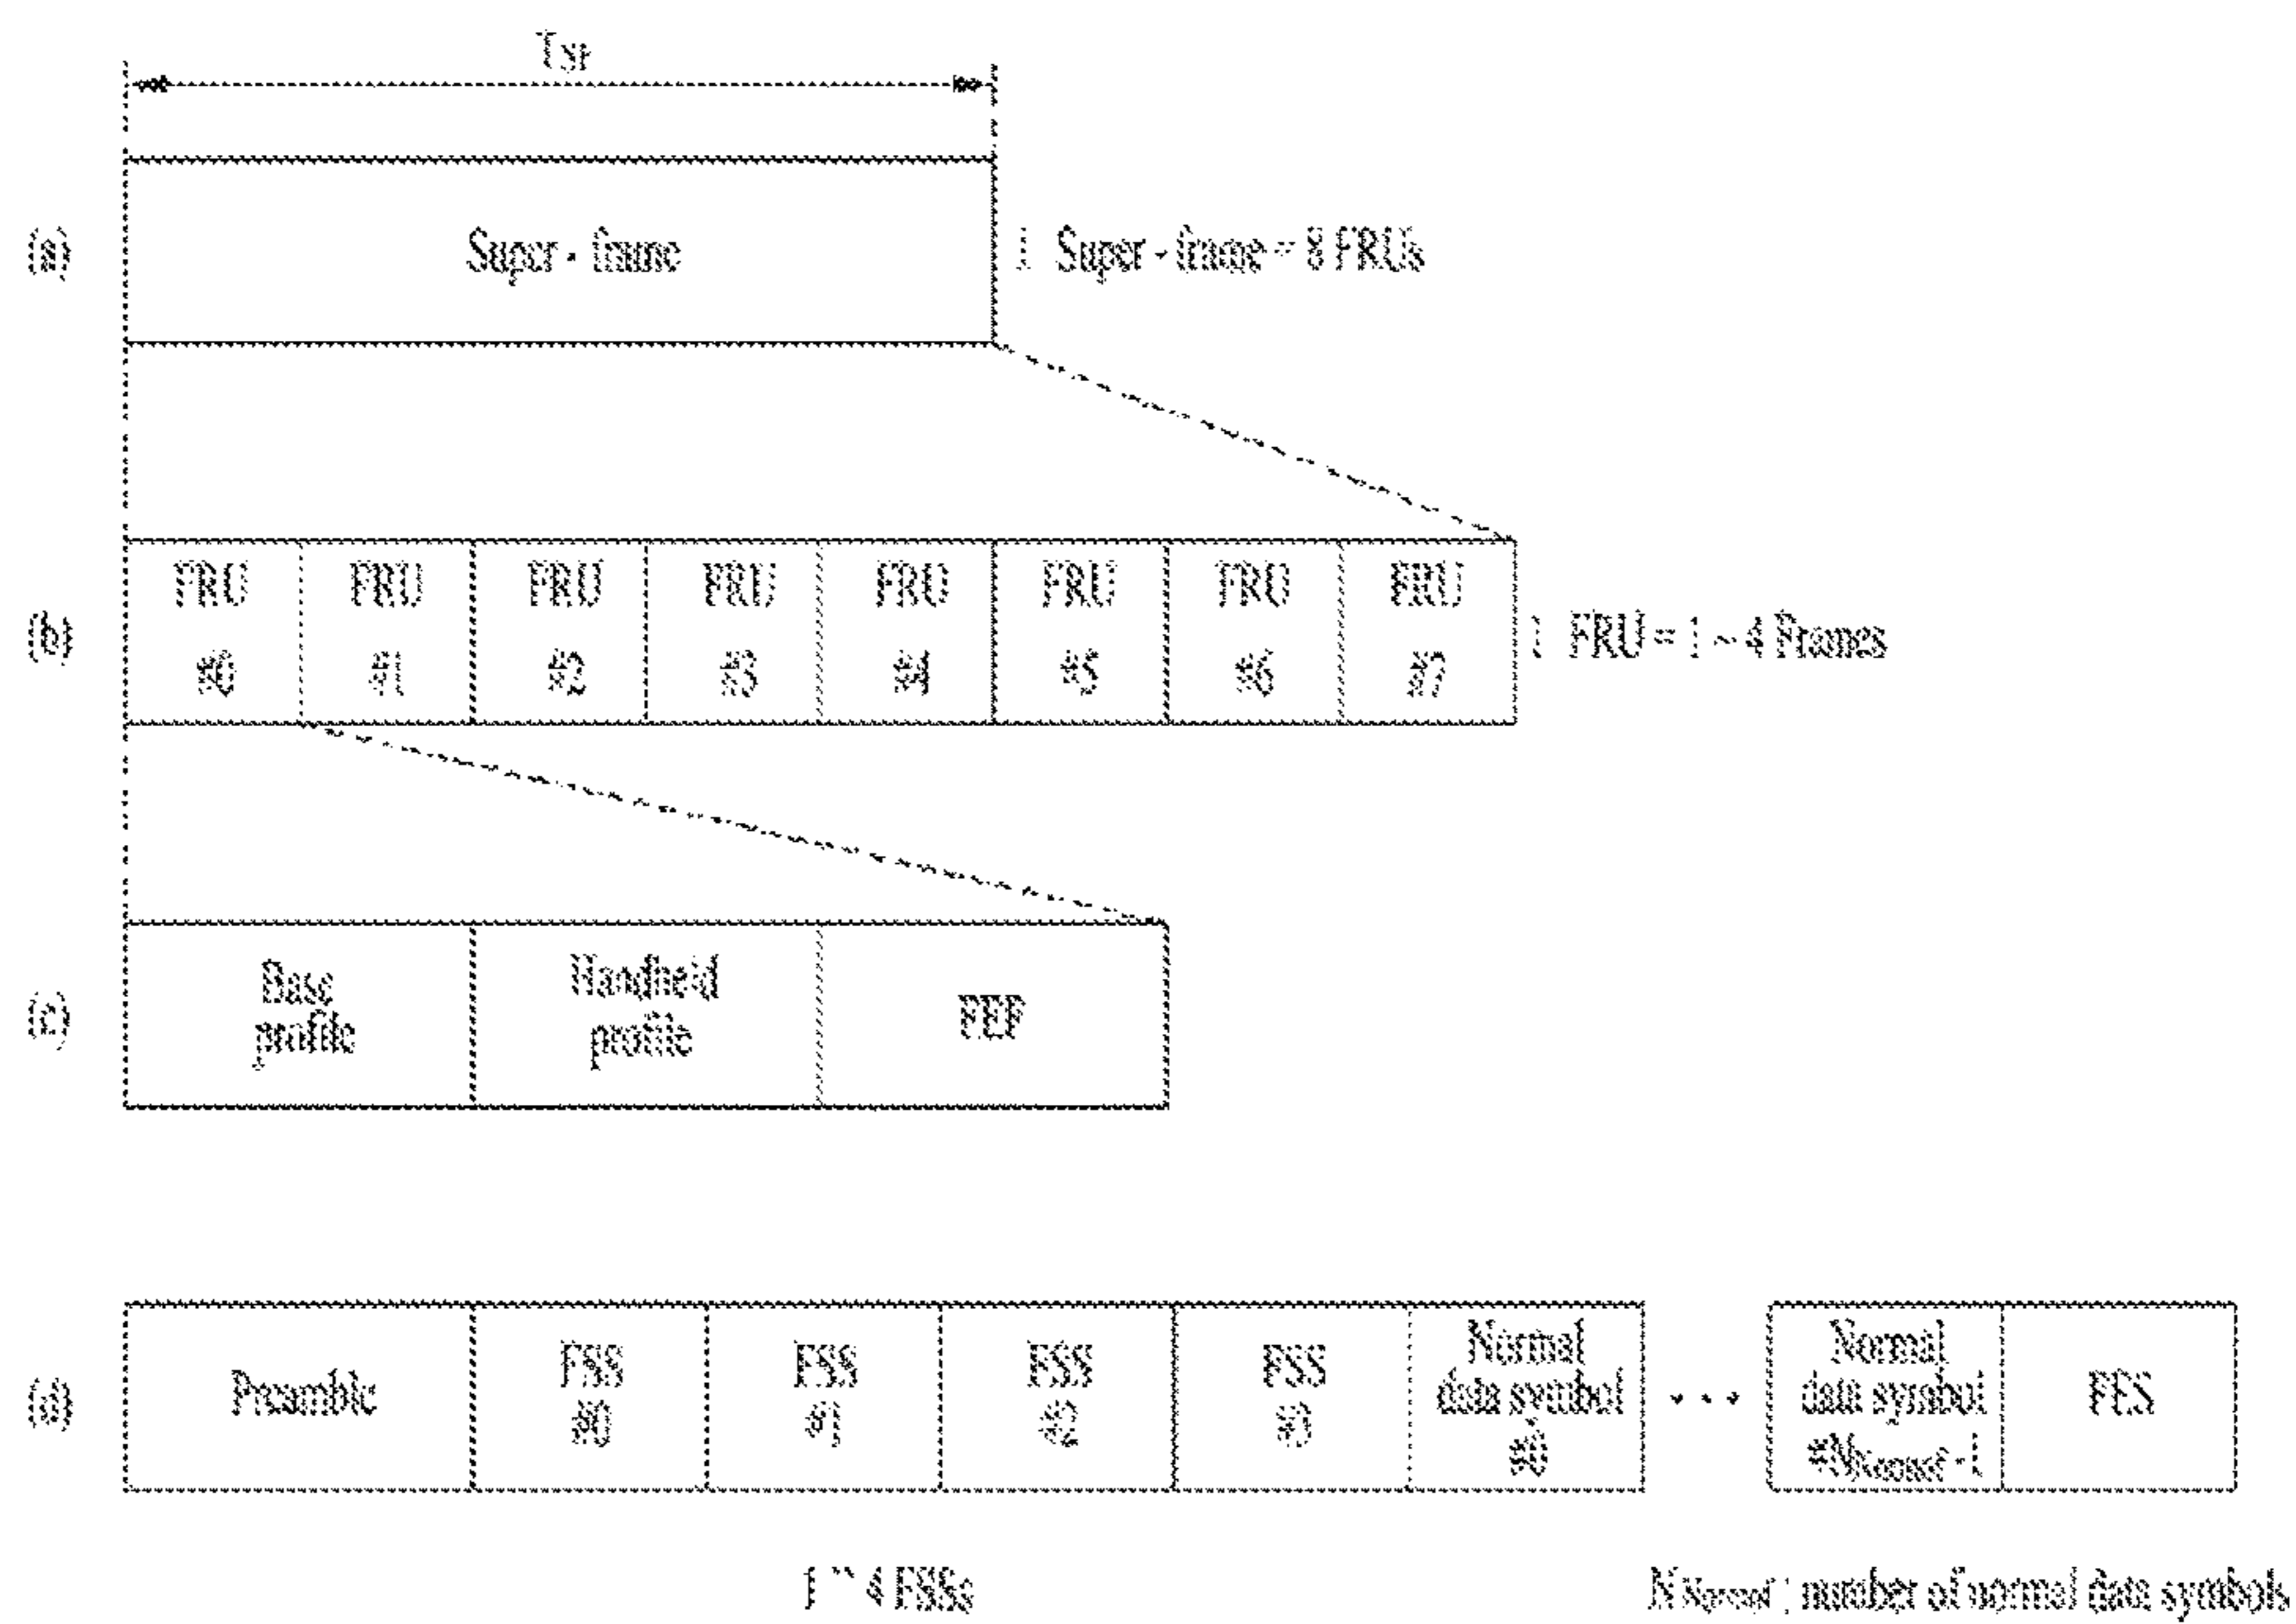 TSF
(a)
Super - frame
1 Super - frame = 8 FRUs
(b)
FRU #0
FRU #1
FRU #2
FRU #3
FRU #4
FRU #5
FRU #6
FRU #7
1 FRU = 1 ~ 4 Frames
(c)
Base
profile
Handheld
profile
FEF
(d)
Preamble
FSS
#0
FSS
#1
FSS
#2
FSS
#3
Normal
data symbol
#0
• • •
Normal
data symbol
#NNormal -1
FES
1 ~ 4 FSSs
NNormal : number of normal data symbols